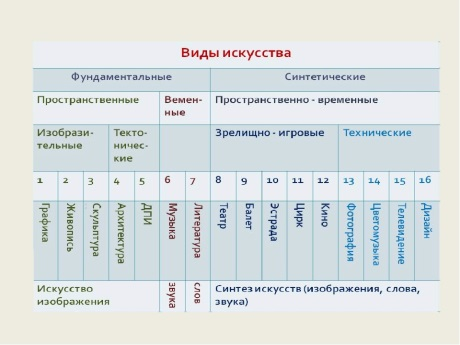 Виды искусства
Фундаментальные Синтетические
Пространственные Вемен-
ные Пространственно - временные
Изобрази-
тельные Текто-
ничес-
кие Зрелищно - игровые Технические
1 2 3 4 5 6 7 8 9 10 11 12 13 14 15 16
Графика
Живопись
Скульптура
Архитектура
ДПИ
Музыка
Литература
Театр
Балет
Эстрада
Цирк
Кино
Фотография
Цветомузыка
Телевидение
Дизайн
Искусство
изображения
звука
слов
Синтез искусств (изображения, слова,
звука)